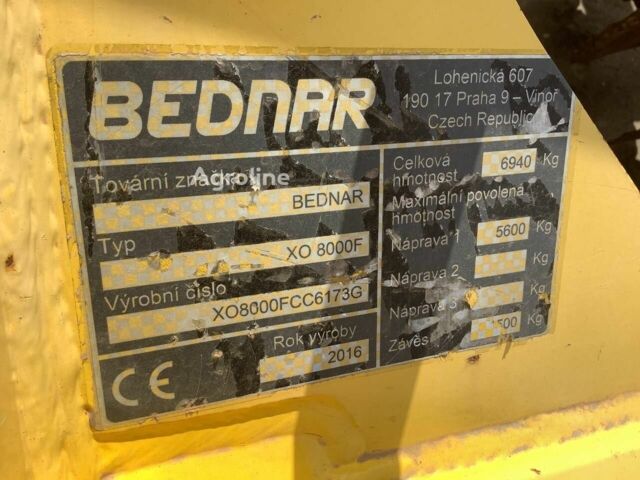 BEDNAR
Lohenická 607
190 17 Praha 9 – Vinoř
Czech Republic
Agroline
Tovární značka
BEDNAR
Typ
XO 8000F
Výrobní číslo
XO8000FCC6173G
Rok výroby
2016
CE
Celková
hmotnost
6940 Kg
Maximální povolená
hmotnost
Náprava 1
5600 Kg
Náprava 2
Kg
Náprava 3
Kg
Závěs
Kg